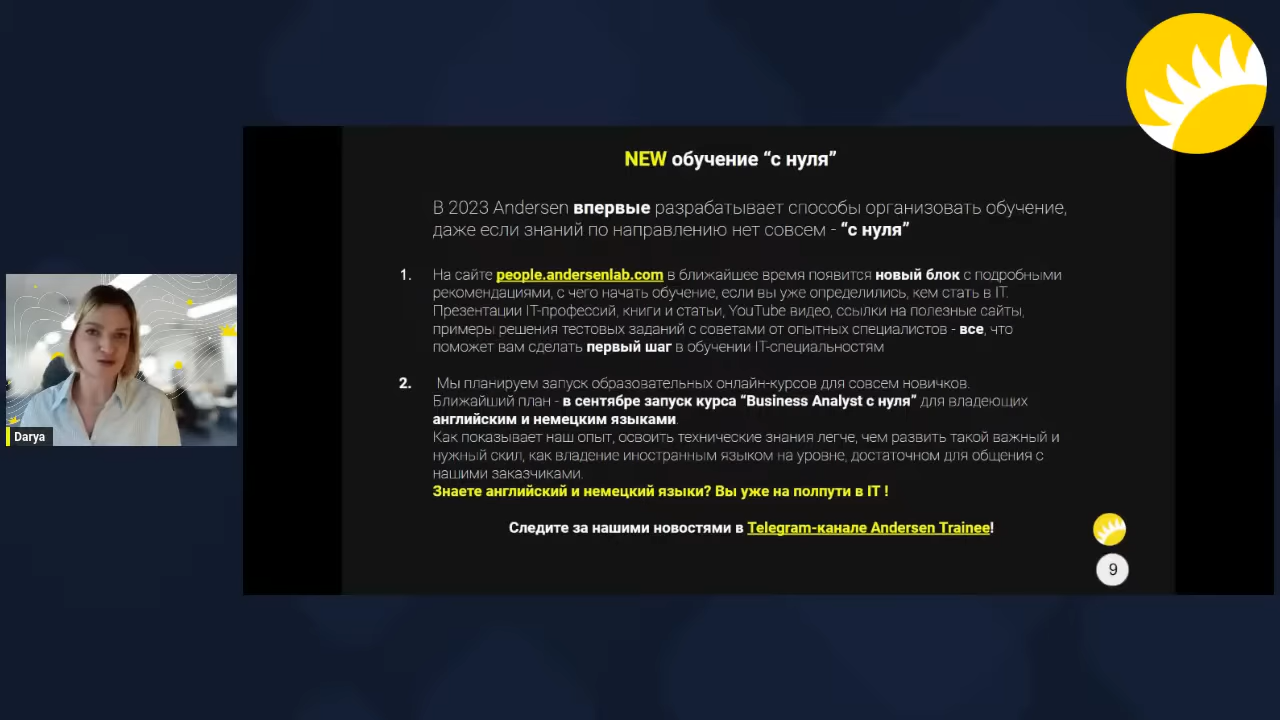 NEW обучение “с нуля”
В 2023 Andersen впервые разрабатывает способы организовать обучение,
даже если знаний по направлению нет совсем - “с нуля”
1. На сайте people.andersenlab.com в ближайшее время появится новый блок с подробными
рекомендациями, с чего начать обучение, если вы уже определились, кем стать в IT.
Презентации IT-профессий, книги и статьи, YouTube видео, ссылки на полезные сайты,
примеры решения тестовых заданий с советами от опытных специалистов - все, что
поможет вам сделать первый шаг в обучении IT-специальностям
2. Мы планируем запуск образовательных онлайн-курсов для совсем новичков.
Ближайший план - в сентябре запуск курса “Business Analyst с нуля” для владеющих
английским и немецким языками.
Как показывает наш опыт, освоить технические знания легче, чем развить такой важный и
нужный скил, как владение иностранным языком на уровне, достаточном для общения с
нашими заказчиками.
Знаете английский и немецкий языки? Вы уже на полпути в IT !
Следите за нашими новостями в Telegram-канале Andersen Trainee!
9
Darya